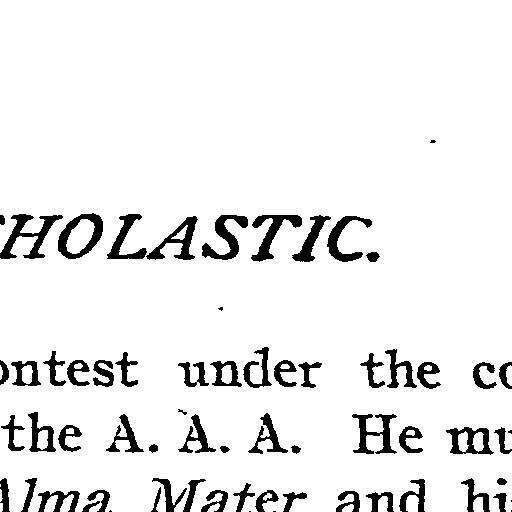 HOLASTIC.
ontest under the co
the A. A. A. He mu
Alma Mater and hi